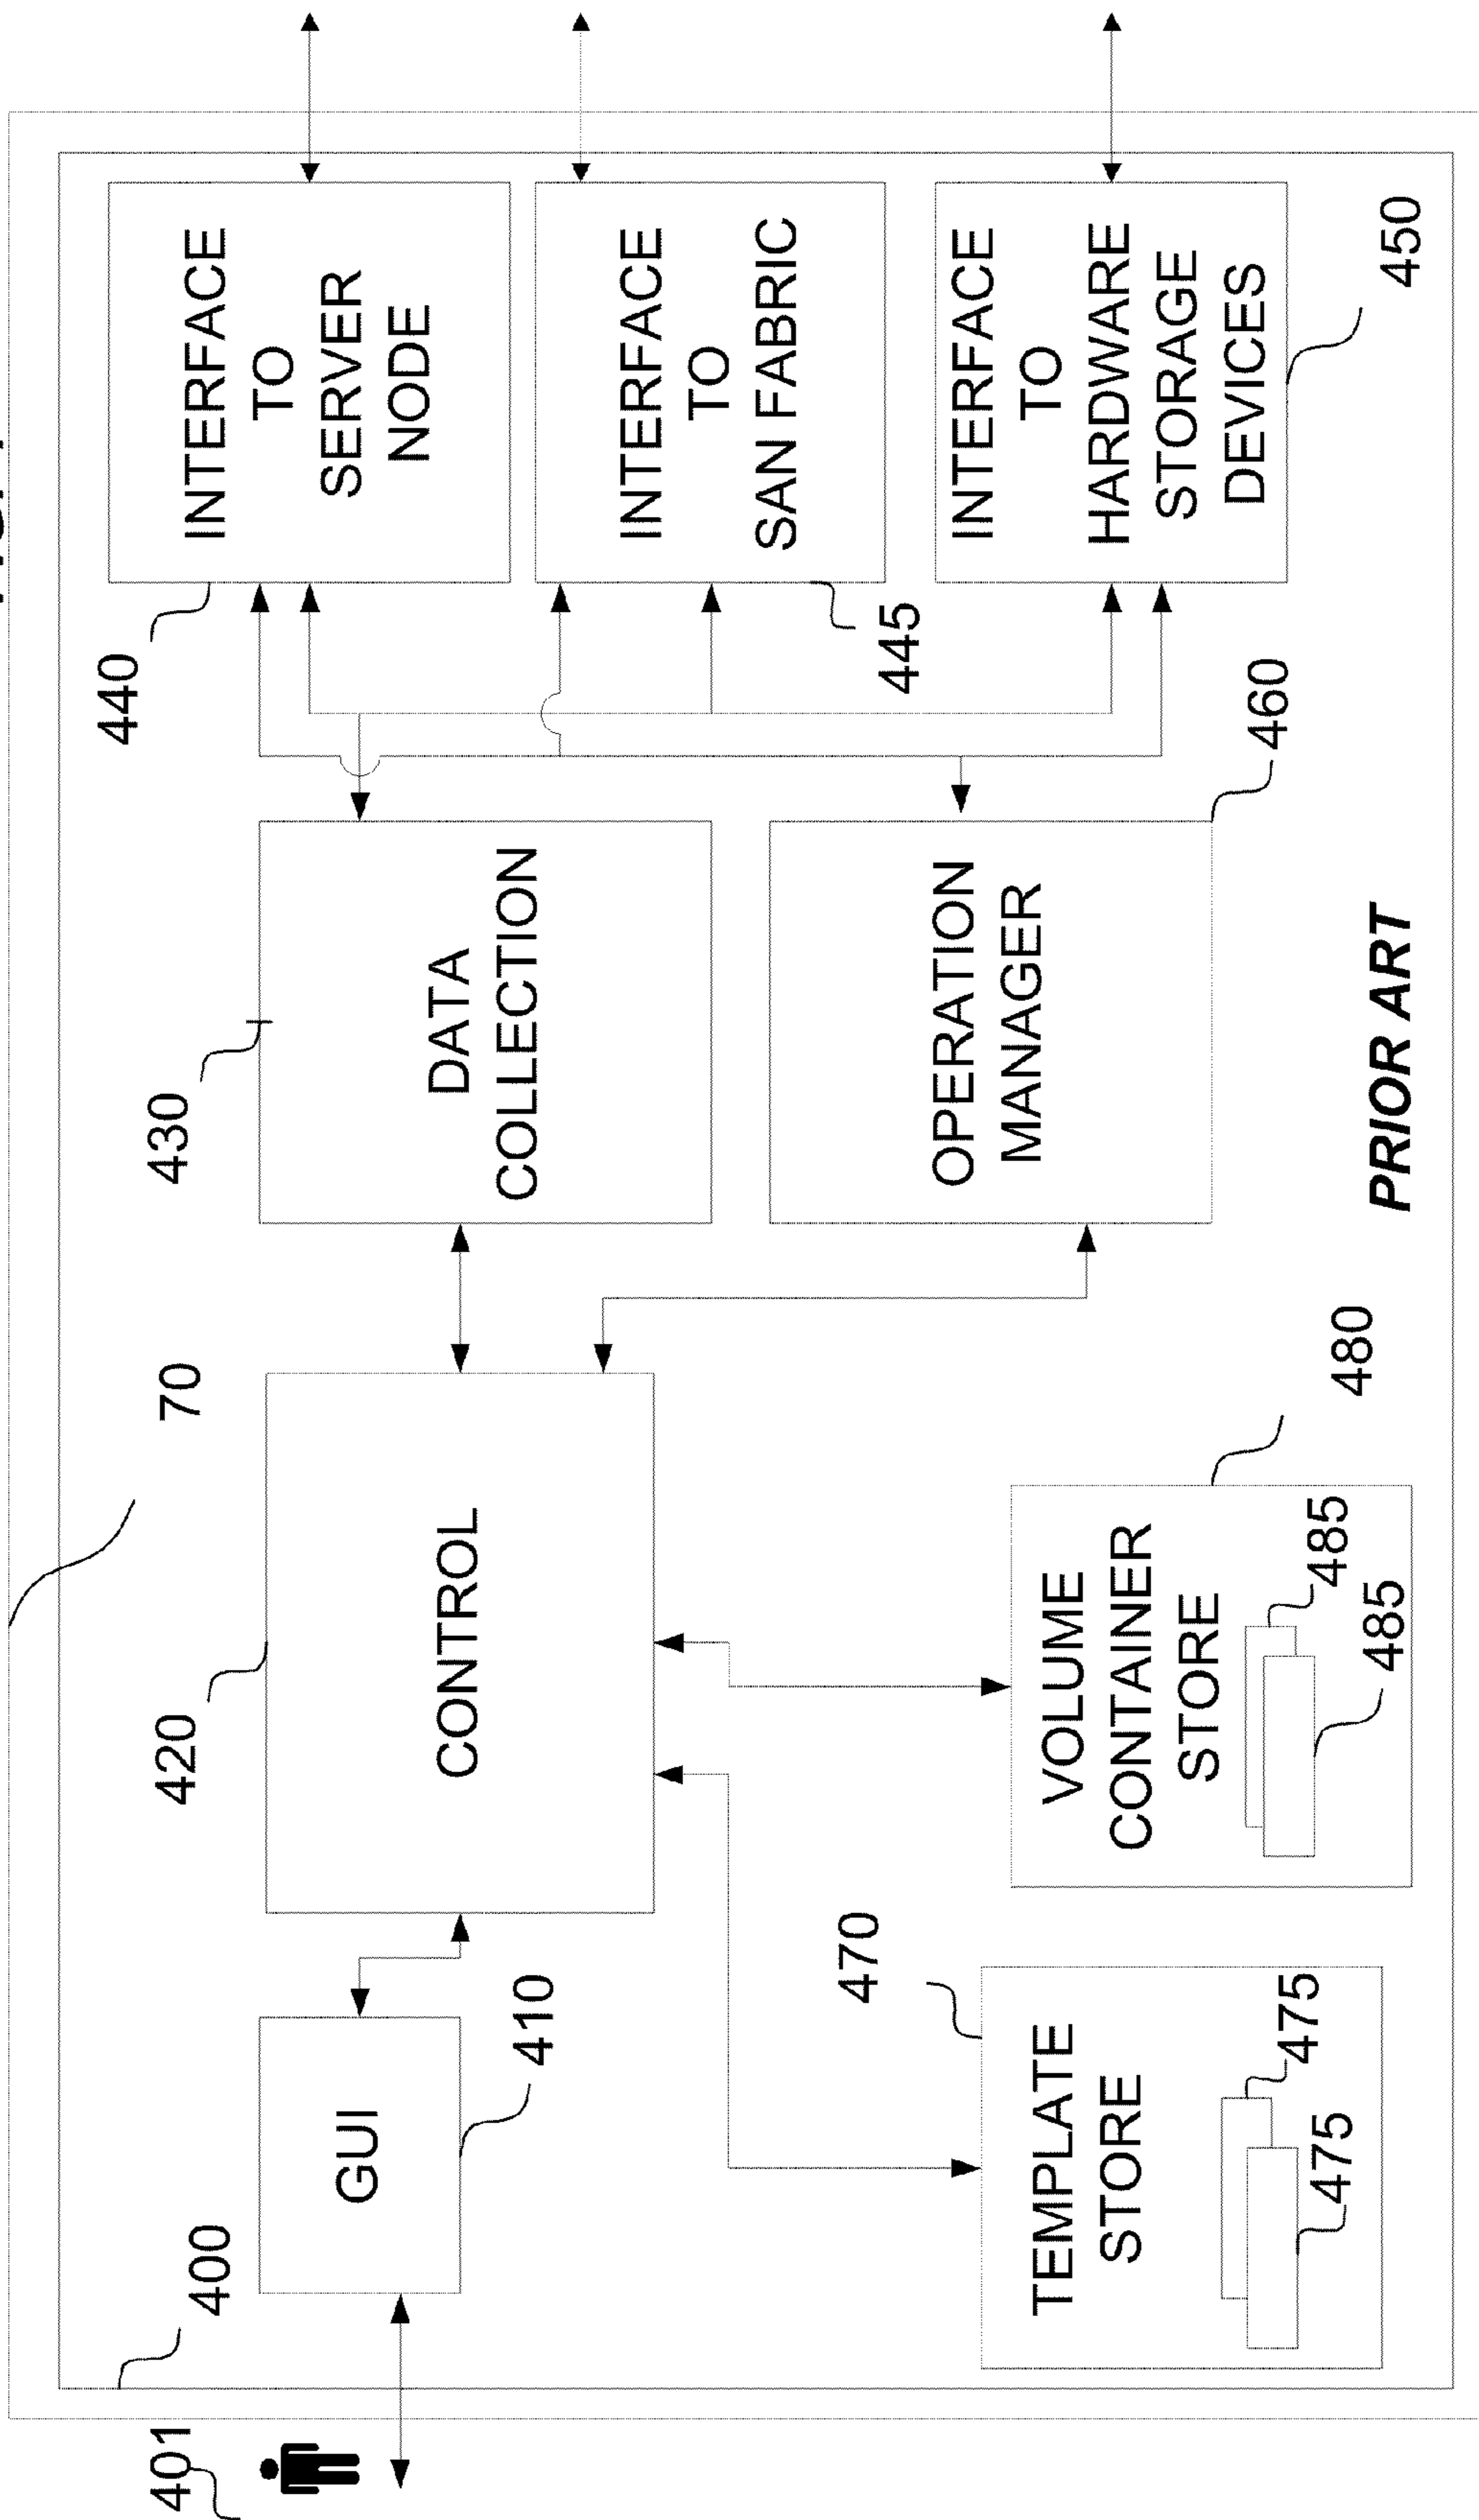 70
400
401
GUI
410
420
CONTROL
430
DATA
COLLECTION
440
INTERFACE
TO
SERVER
NODE
INTERFACE
TO
SAN FABRIC
445
INTERFACE
TO
HARDWARE
STORAGE
DEVICES
450
OPERATION
MANAGER
460
470
TEMPLATE
STORE
475
475
VOLUME
CONTAINER
STORE
480
485
485
PRIOR ART